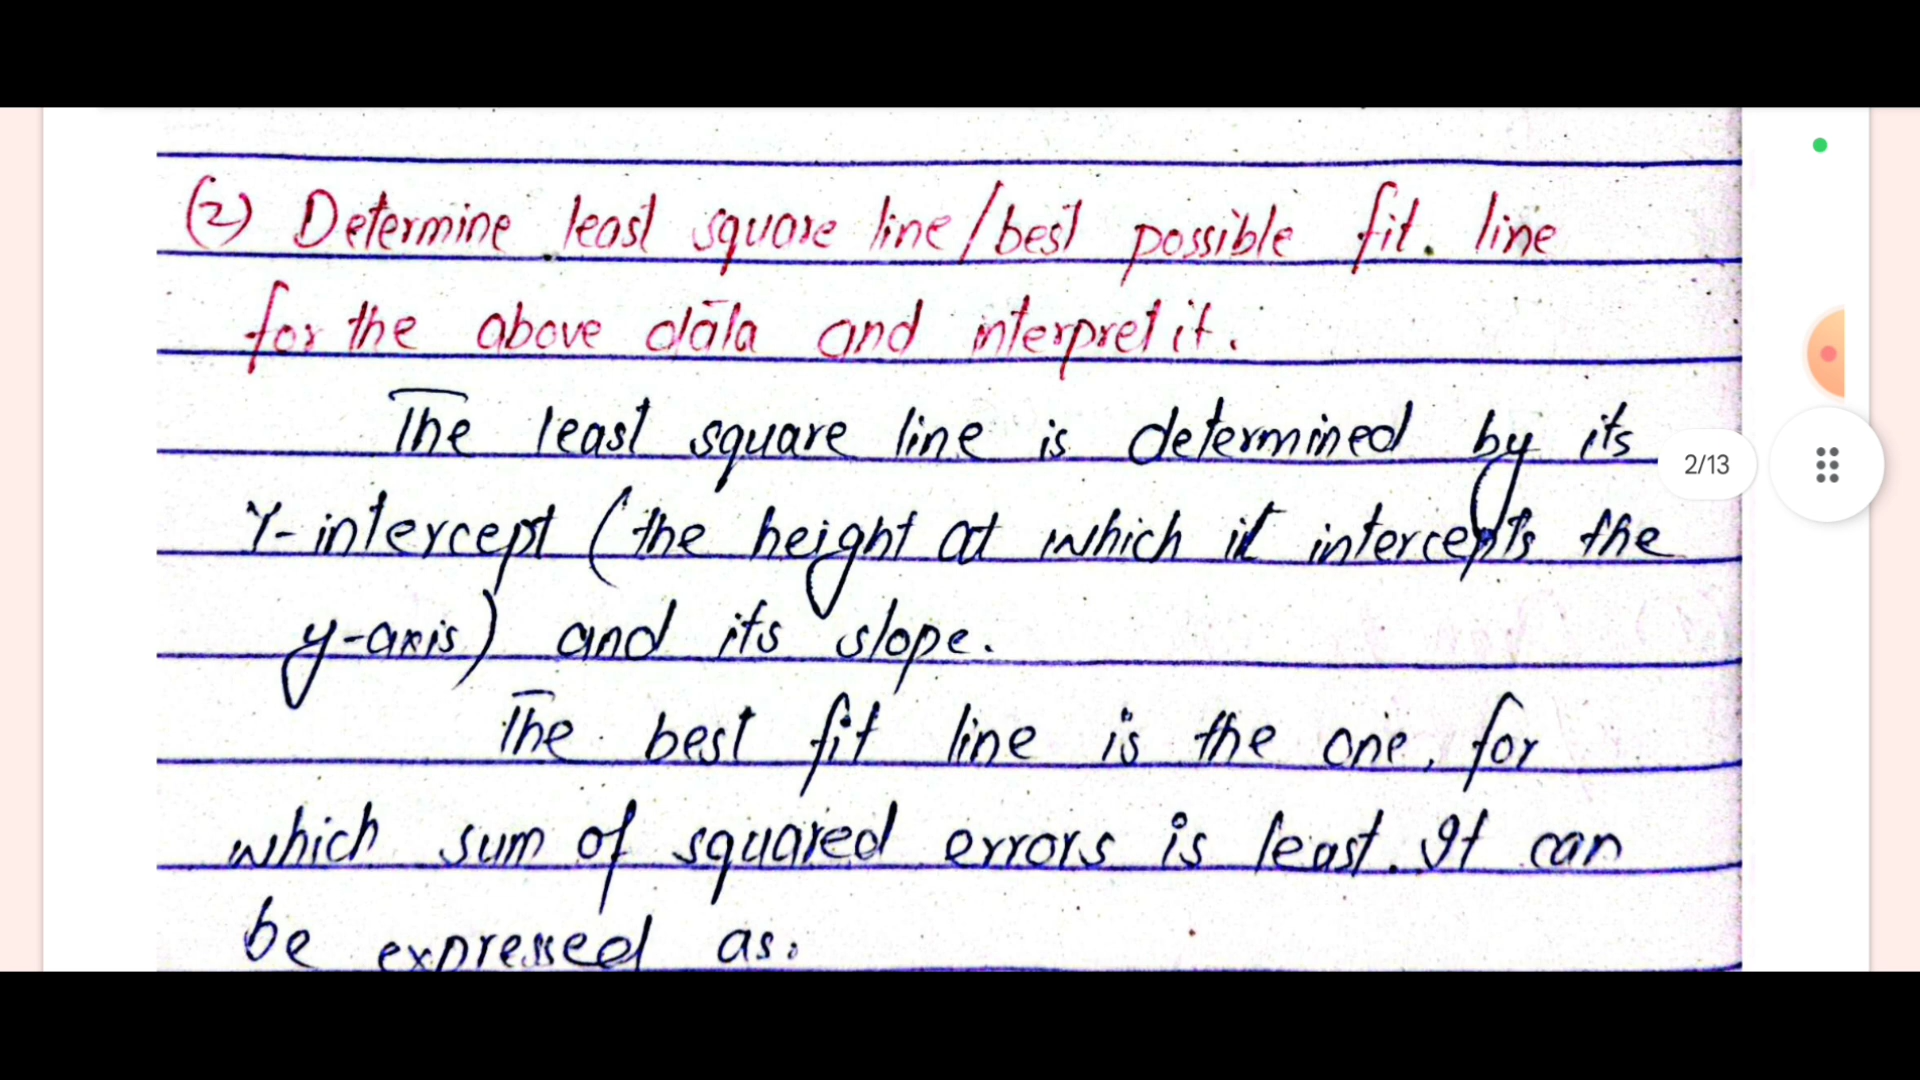 (2) Determine least square line/best possible fit. line
for the above data and interpret it.
The least square line is determined by its
Y-intercept (the height at which it intercepts the
y-axis) and its slope.
The best fit line is the one, for
which sum of squared errors is least. It can
be expressed as.
2/13